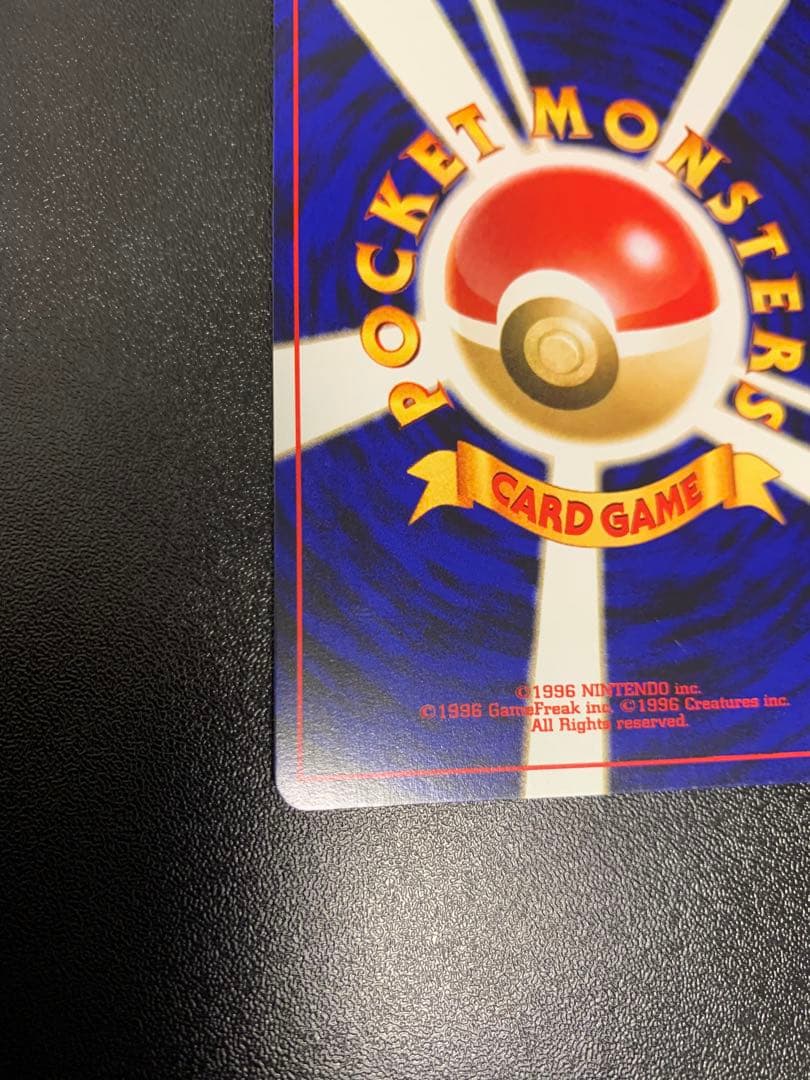 POCKET MONSTERS
CARD GAME
©1996 NINTENDO inc.
©1996 GameFreak inc. ©1996 Creatures inc.
All Rights reserved.